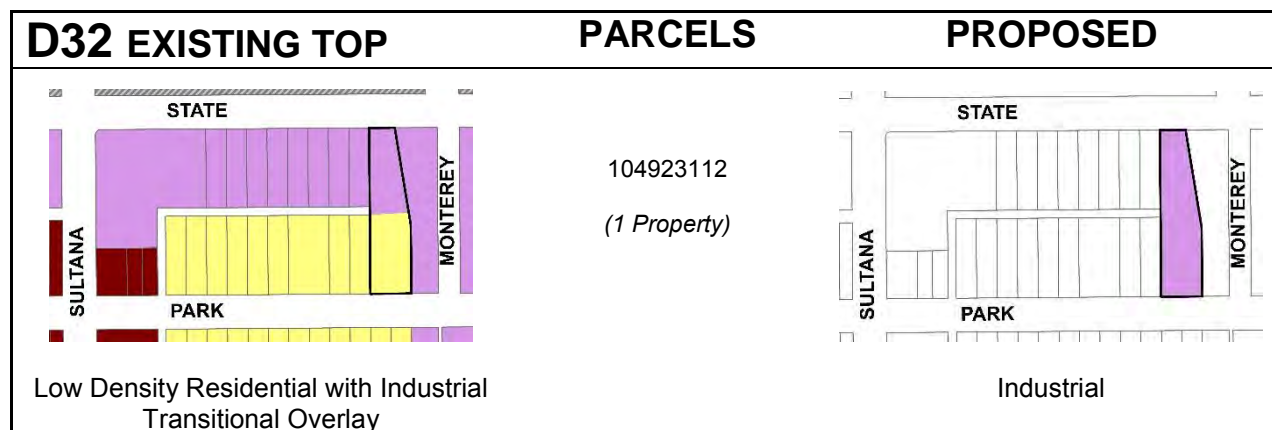 D32 EXISTING TOP PARCELS PROPOSED
STATE
SULTANA
MONTEREY
PARK
104923112
(1 Property)
STATE
SULTANA
MONTEREY
PARK
Low Density Residential with Industrial
Transitional Overlay
Industrial